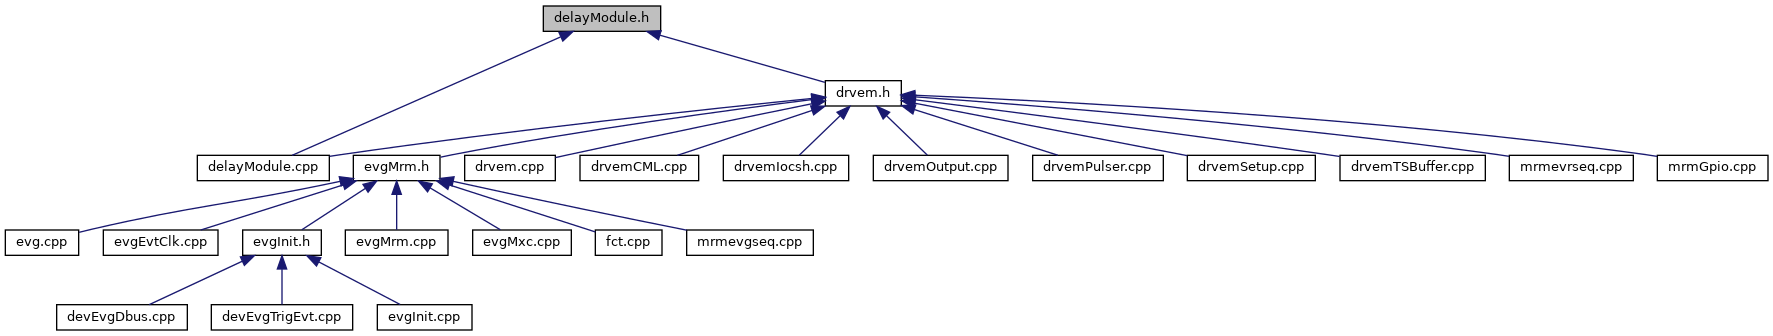 delayModule.h
drvem.h
delayModule.cpp
evgMrm.h
drvem.cpp
drvemCML.cpp
drvemIocsh.cpp
drvemOutput.cpp
drvemPulser.cpp
drvemSetup.cpp
drvemTSBuffer.cpp
mrmevrseq.cpp
mrmGpio.cpp
evg.cpp
evgEvtClk.cpp
evgInit.h
evgMrm.cpp
evgMxc.cpp
fct.cpp
mrmevgseq.cpp
devEvgDbus.cpp
devEvgTrigEvt.cpp
evgInit.cpp